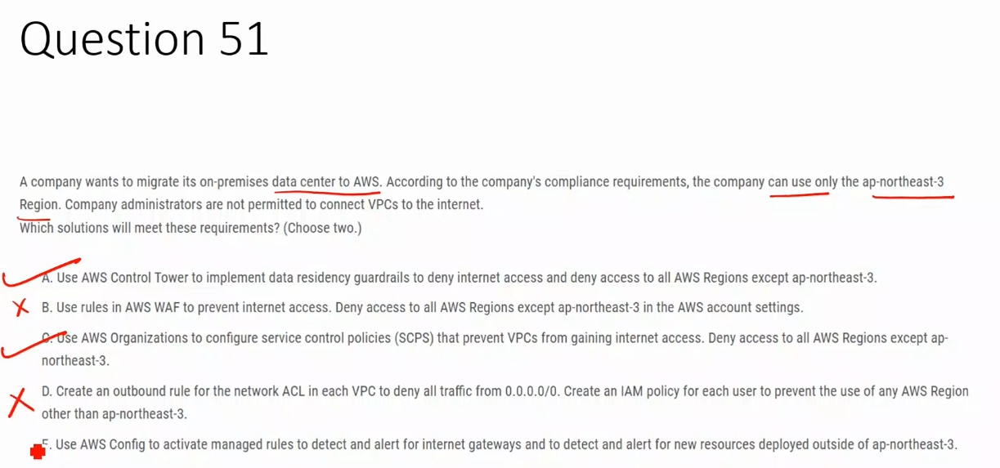 Question 51
A company wants to migrate its on-premises data center to AWS. According to the company's compliance requirements, the company can use only the ap-northeast-3
Region. Company administrators are not permitted to connect VPCs to the internet.
Which solutions will meet these requirements? (Choose two.)
A. Use AWS Control Tower to implement data residency guardrails to deny internet access and deny access to all AWS Regions except ap-northeast-3.
B. Use rules in AWS WAF to prevent internet access. Deny access to all AWS Regions except ap-northeast-3 in the AWS account settings.
C. Use AWS Organizations to configure service control policies (SCPS) that prevent VPCs from gaining internet access. Deny access to all AWS Regions except ap-
northeast-3.
D. Create an outbound rule for the network ACL in each VPC to deny all traffic from 0.0.0.0/0. Create an IAM policy for each user to prevent the use of any AWS Region
other than ap-northeast-3.
E. Use AWS Config to activate managed rules to detect and alert for internet gateways and to detect and alert for new resources deployed outside of ap-northeast-3.